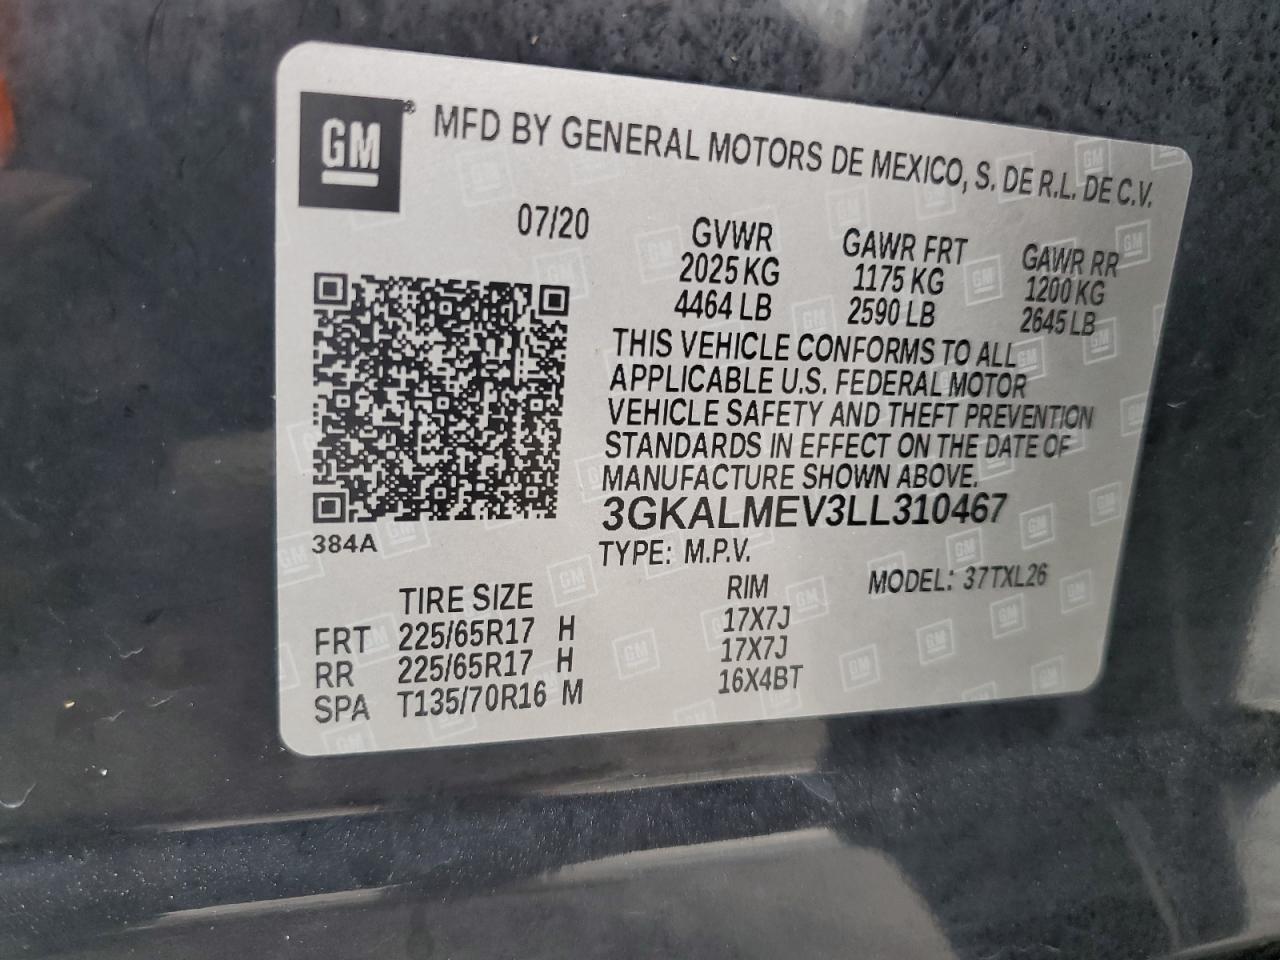 GM® MFD BY GENERAL MOTORS DE MEXICO, S. DE R.L. DE C.V.
07/20
GVWR GAWR FRT GAWR RR
2025 KG 1175 KG 1200 KG
4464 LB 2590 LB 2645 LB
THIS VEHICLE CONFORMS TO ALL
APPLICABLE U.S. FEDERAL MOTOR
VEHICLE SAFETY AND THEFT PREVENTION
STANDARDS IN EFFECT ON THE DATE OF
MANUFACTURE SHOWN ABOVE.
3GKALMEV3LL310467
384A
TYPE: M.P.V. MODEL: 37TXL26
TIRE SIZE RIM
FRT 225/65R17 H 17X7J
RR 225/65R17 H 17X7J
SPA T135/70R16 M 16X4BT